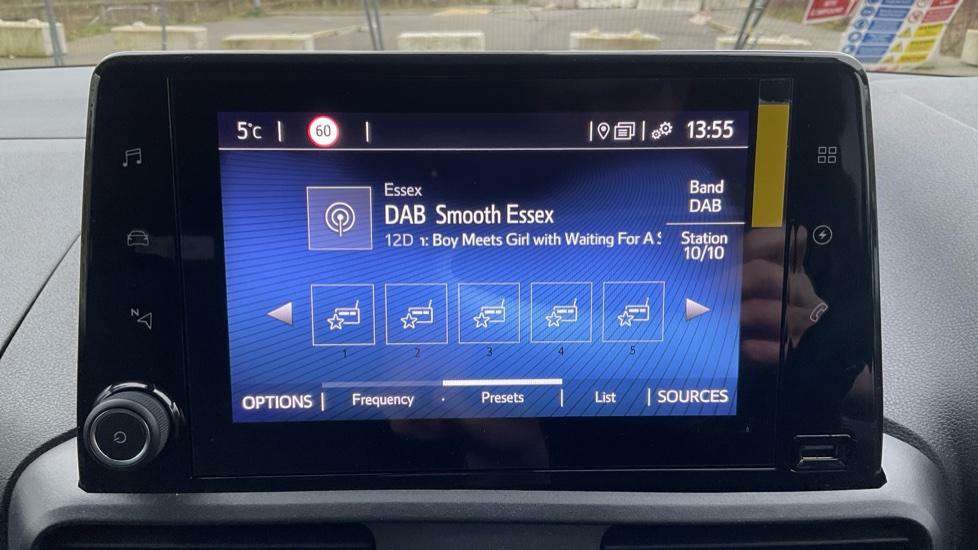 5°C 60 13:55
Essex
DAB Smooth Essex
12D n: Boy Meets Girl with Waiting For A S
Band
DAB
Station
10/10
1 2 3 4 5
OPTIONS Frequency Presets List SOURCES
N